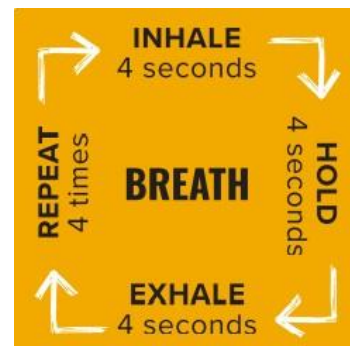 INHALE
4 seconds
HOLD
4 seconds
BREATH
EXHALE
4 seconds
REPEAT
4 times